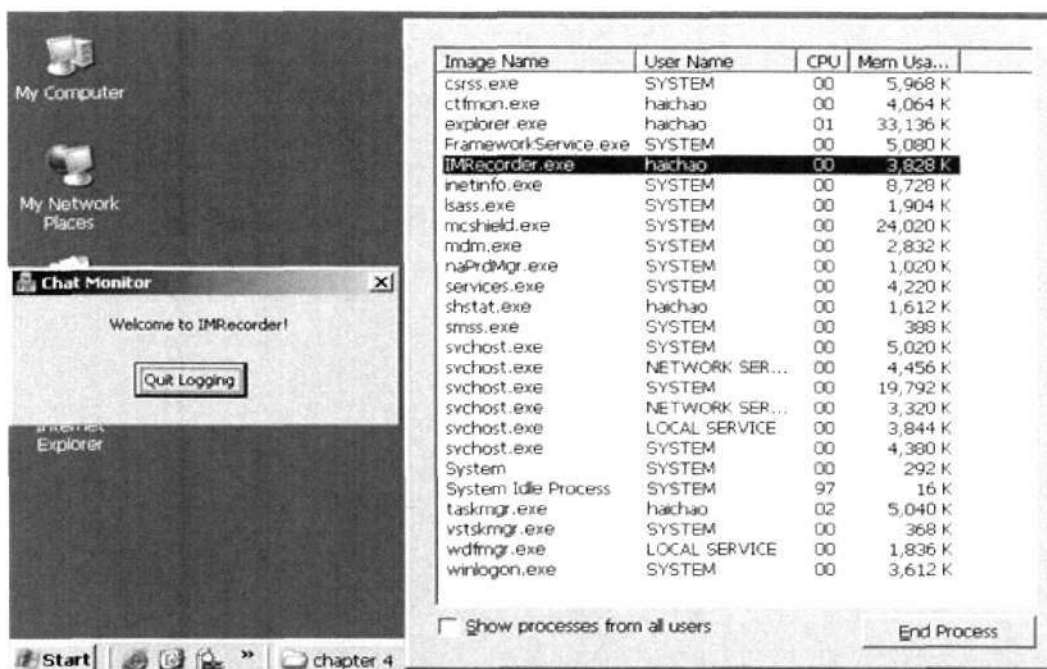 My Computer
My Network
Places
Chat Monitor
Welcome to IMRecorder!
Quit Logging
Internet
Explorer
Start
»
chapter 4
Image Name User Name CPU Mem Usa...
csrss.exe SYSTEM 00 5,968 K
ctfmon.exe haichao 00 4,064 K
explorer.exe haichao 01 33,136 K
FrameworkService.exe SYSTEM 00 5,080 K
IMRecorder.exe haichao 00 3,828 K
inetinfo.exe SYSTEM 00 8,728 K
lsass.exe SYSTEM 00 1,904 K
mcshield.exe SYSTEM 00 24,020 K
mdm.exe SYSTEM 00 2,832 K
naPrdMgr.exe SYSTEM 00 1,020 K
services.exe SYSTEM 00 4,220 K
shstat.exe haichao 00 1,612 K
smss.exe SYSTEM 00 388 K
svchost.exe SYSTEM 00 5,020 K
svchost.exe NETWORK SER... 00 4,456 K
svchost.exe SYSTEM 00 19,792 K
svchost.exe NETWORK SER... 00 3,320 K
svchost.exe LOCAL SERVICE 00 3,844 K
svchost.exe SYSTEM 00 4,380 K
System SYSTEM 00 292 K
System Idle Process SYSTEM 97 16 K
taskmgr.exe haichao 02 5,040 K
vstskmgr.exe SYSTEM 00 368 K
wdfmgr.exe LOCAL SERVICE 00 1,836 K
winlogon.exe SYSTEM 00 3,612 K
Show processes from all users
End Process